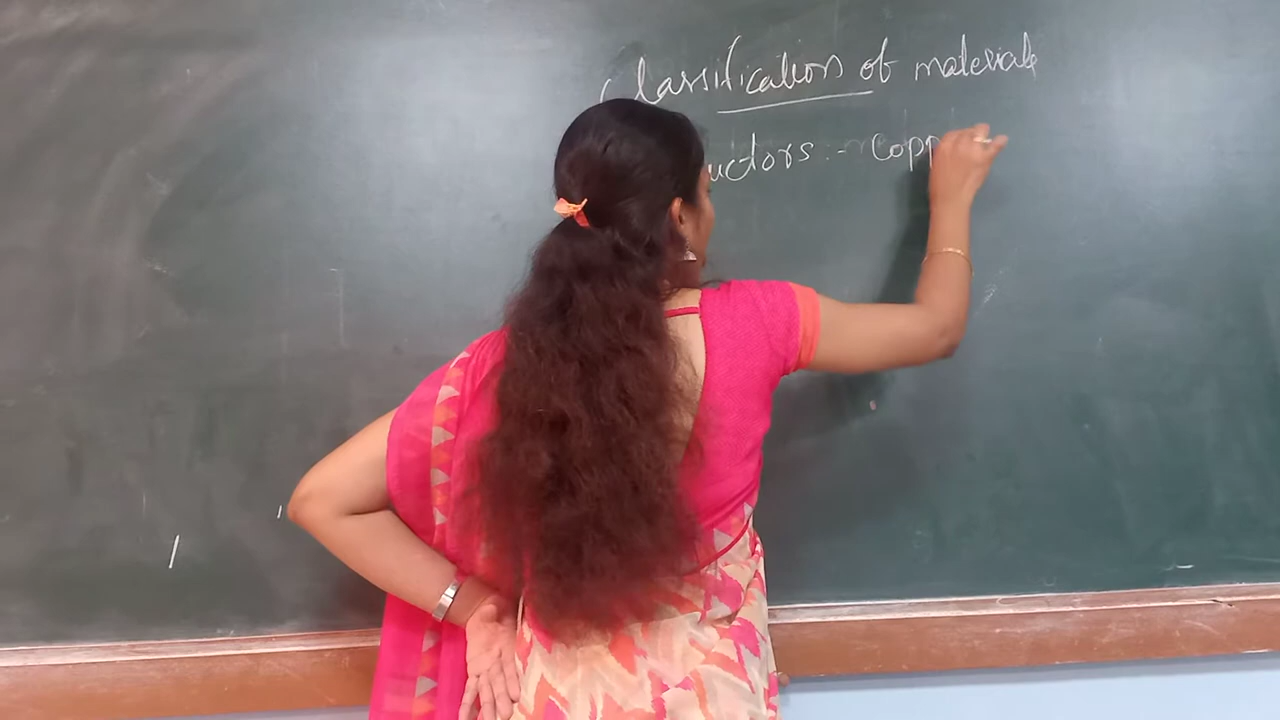 Classification of materials
uctors :- Copp